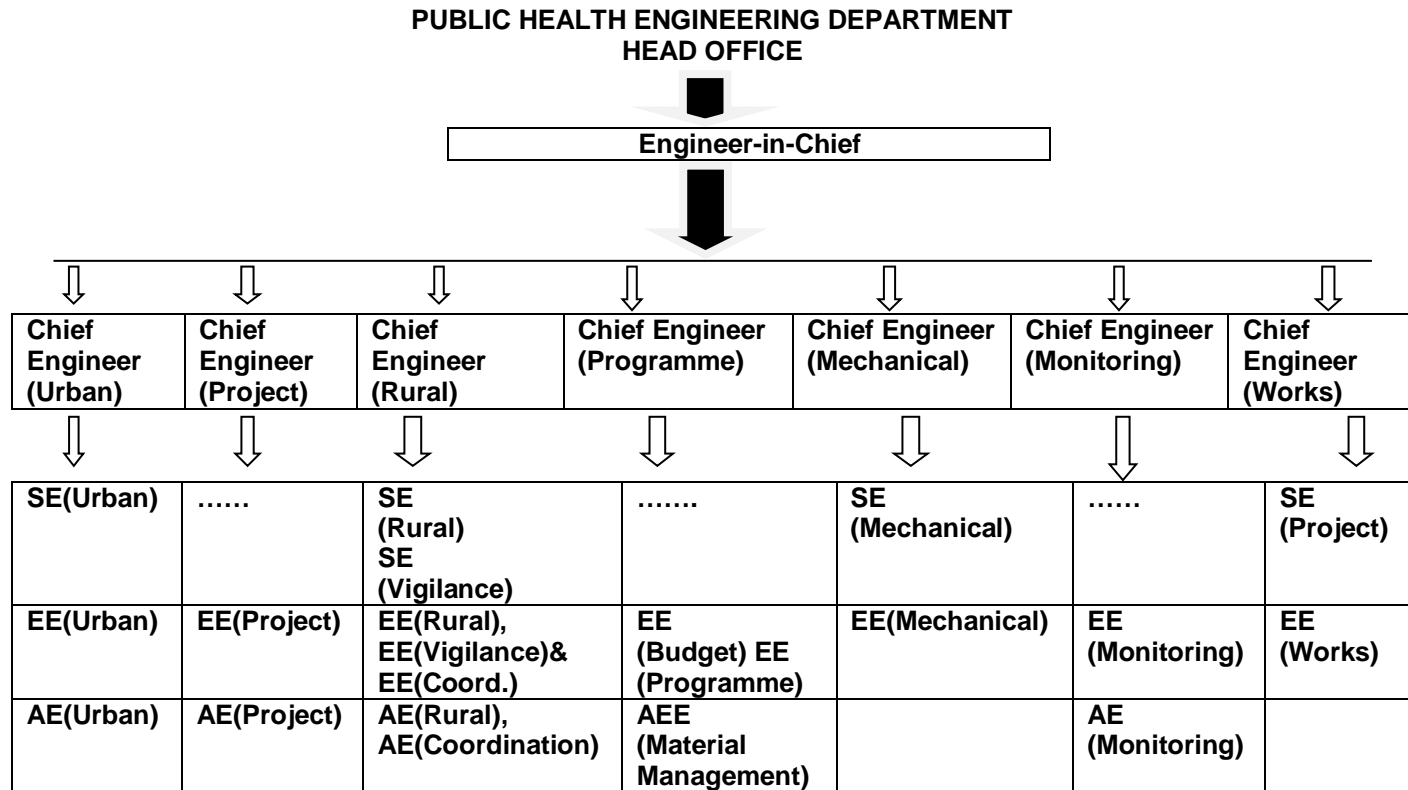 PUBLIC HEALTH ENGINEERING DEPARTMENT
HEAD OFFICE
Engineer-in-Chief
Chief
Engineer
(Urban)
Chief
Engineer
(Project)
Chief
Engineer
(Rural)
Chief Engineer
(Programme)
Chief Engineer
(Mechanical)
Chief Engineer
(Monitoring)
Chief
Engineer
(Works)
SE(Urban)
……
SE
(Rural)
SE
(Vigilance)
…….
SE
(Mechanical)
……
SE
(Project)
EE(Urban)
EE(Project)
EE(Rural),
EE(Vigilance)&
EE(Coord.)
EE
(Budget) EE
(Programme)
EE(Mechanical)
EE
(Monitoring)
EE
(Works)
AE(Urban)
AE(Project)
AE(Rural),
AE(Coordination)
AEE
(Material
Management)
AE
(Monitoring)